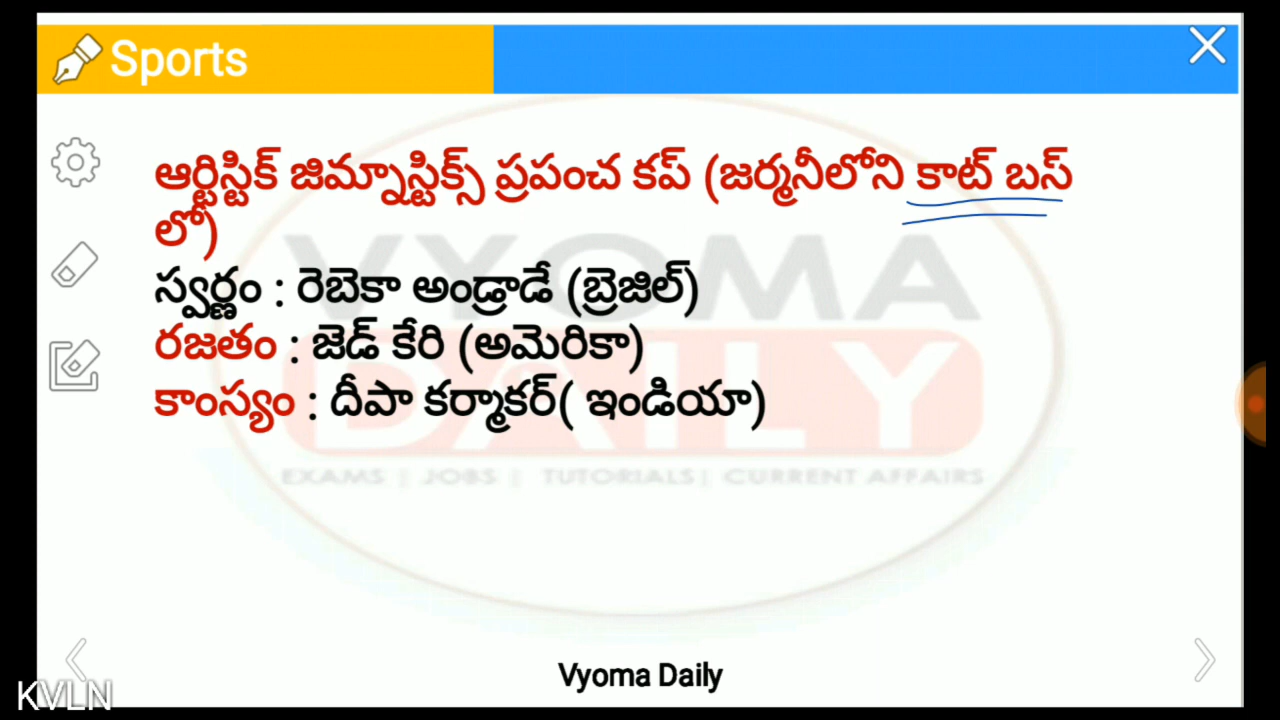 Sports
ఆర్టిస్టిక్ జిమ్నాస్టిక్స్ ప్రపంచ కప్ (జర్మనీలోని కాట్ బస్
లో)
స్వర్ణం : రెబెకా అండ్రాడే (బ్రెజిల్)
రజతం : జెడ్ కేరి (అమెరికా)
కాంస్యం : దీపా కర్మాకర్( ఇండియా)
VYOMA
DAILY
EXAMS | JOBS | TUTORIALS | CURRENT AFFAIRS
Vyoma Daily
KVLN